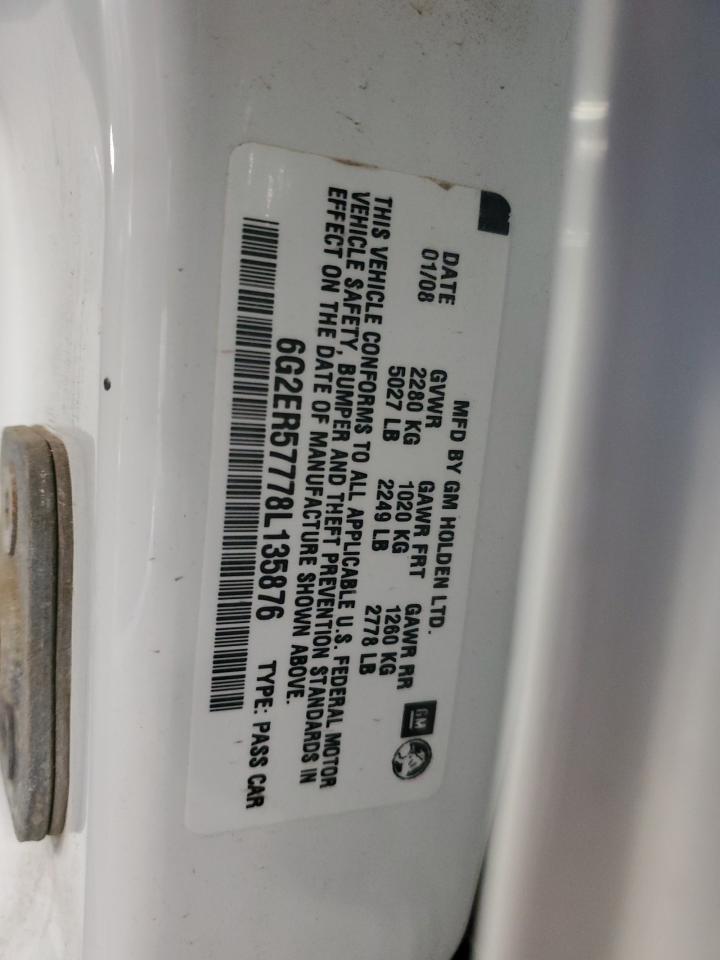 MFD BY GM HOLDEN LTD.
DATE GVWR GAWR FRT GAWR RR
01/08 2280 KG 1020 KG 1260 KG
5027 LB 2249 LB 2778 LB
THIS VEHICLE CONFORMS TO ALL APPLICABLE U.S. FEDERAL MOTOR
VEHICLE SAFETY, BUMPER AND THEFT PREVENTION STANDARDS IN
EFFECT ON THE DATE OF MANUFACTURE SHOWN ABOVE.
6G2ER57778L135876 TYPE: PASS CAR
GM